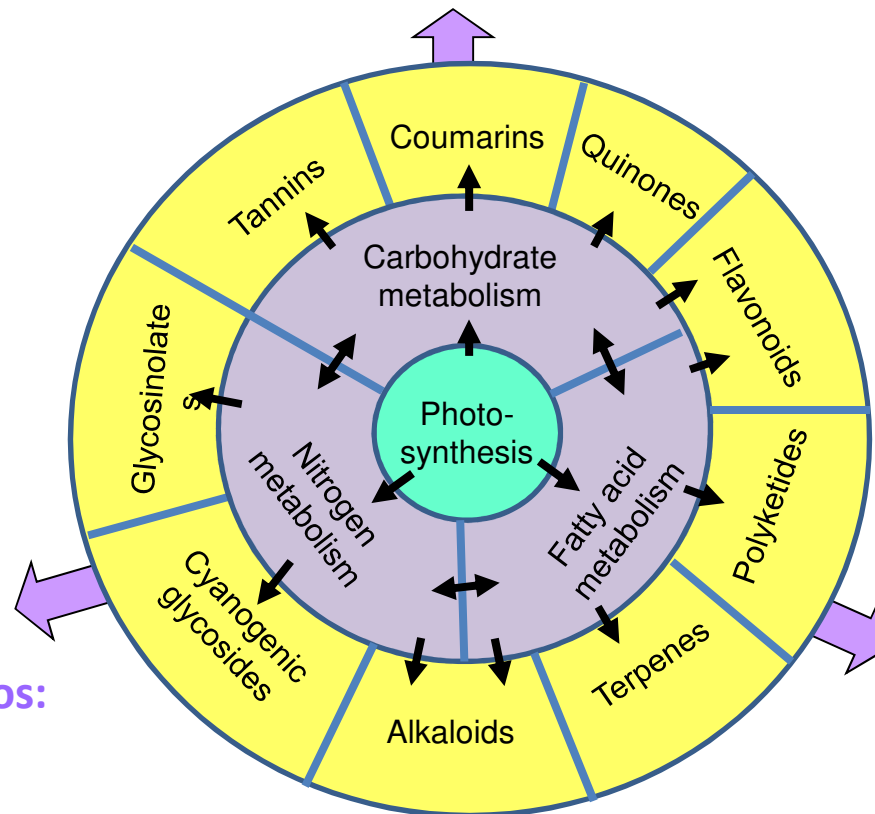 Coumarins
Quinones
Tannins
Flavonoids
Carbohydrate
metabolism
Glycosinolate
s
Photo-
synthesis
Nitrogen
metabolism
Fatty acid
metabolism
Polyketides
Cyanogenic
glycosides
Terpenes
os:
Alkaloids